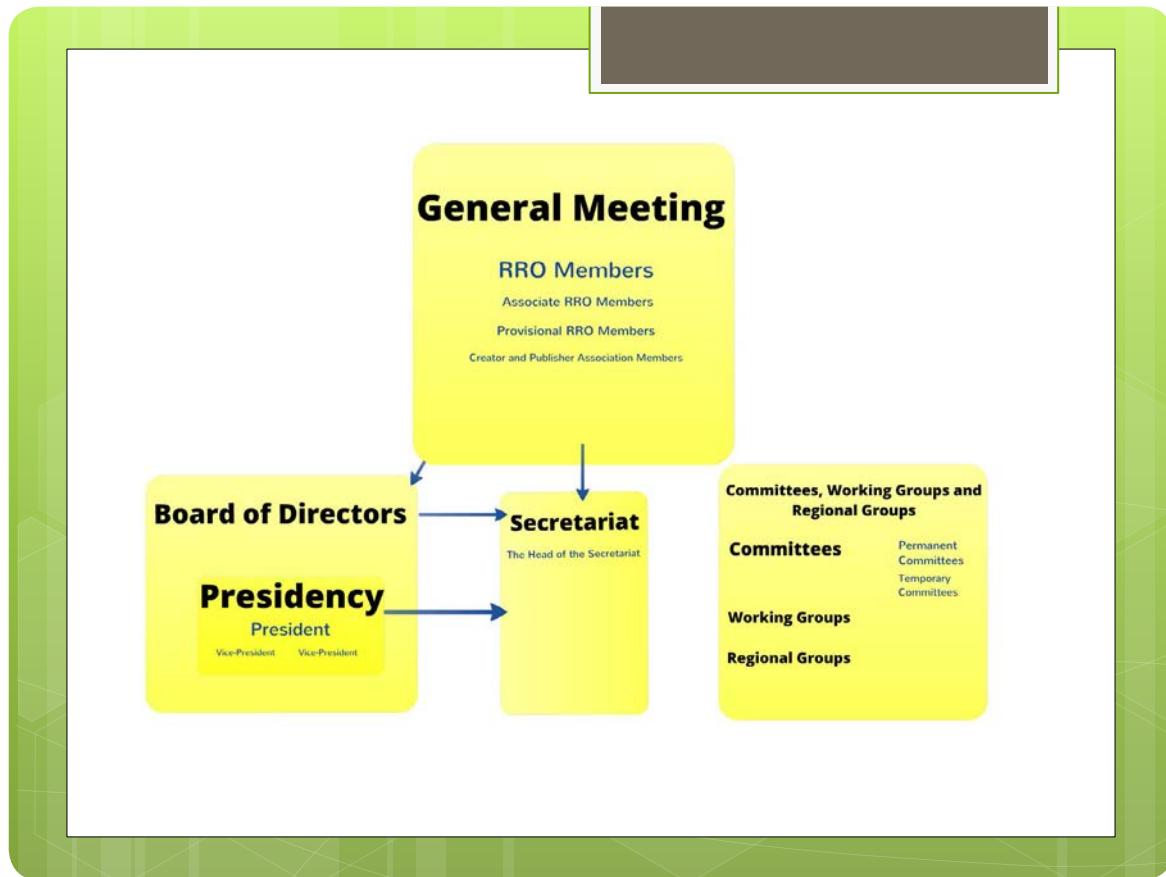 General Meeting
RRO Members
Associate RRO Members
Provisional RRO Members
Creator and Publisher Association Members
Board of Directors
Presidency
President
Vice-President Vice-President
Secretariat
The Head of the Secretariat
Committees, Working Groups and
Regional Groups
Committees
Permanent
Committees
Temporary
Committees
Working Groups
Regional Groups